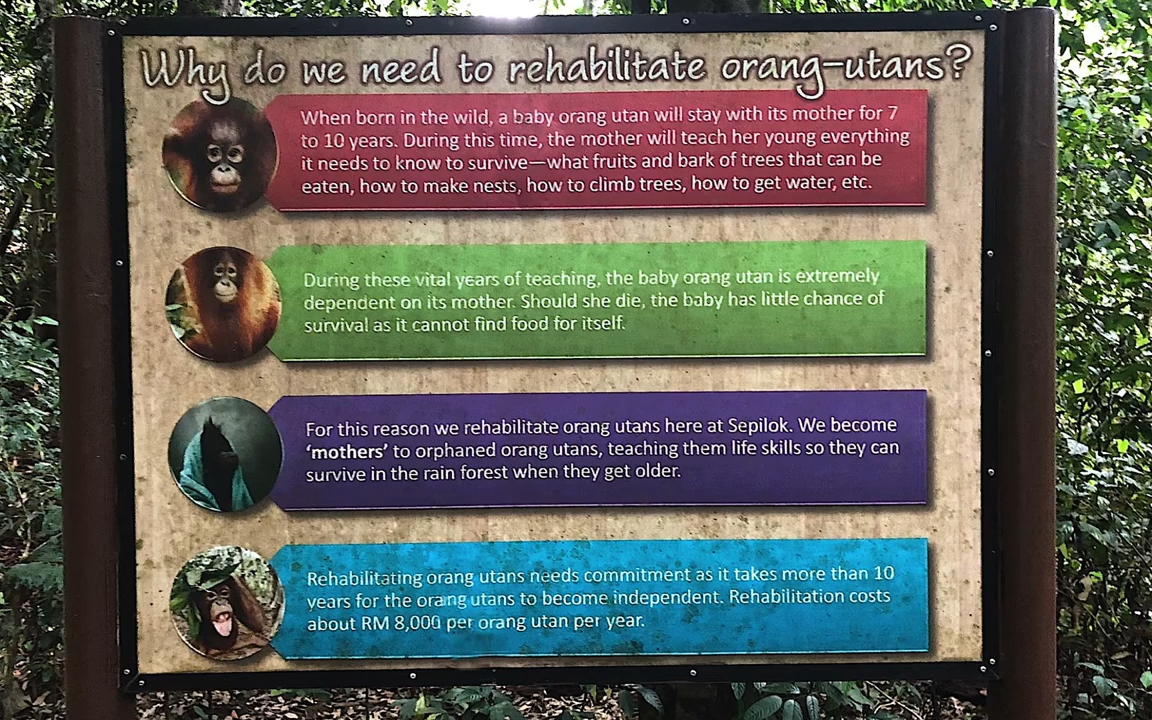 Why do we need to rehabilitate orang-utans?
When born in the wild, a baby orang utan will stay with its mother for 7
to 10 years. During this time, the mother will teach her young everything
it needs to know to survive—what fruits and bark of trees that can be
eaten, how to make nests, how to climb trees, how to get water, etc.
During these vital years of teaching, the baby orang utan is extremely
dependent on its mother. Should she die, the baby has little chance of
survival as it cannot find food for itself.
For this reason we rehabilitate orang utans here at Sepilok. We become
‘mothers’ to orphaned orang utans, teaching them life skills so they can
survive in the rain forest when they get older.
Rehabilitating orang utans needs commitment as it takes more than 10
years for the orang utans to become independent. Rehabilitation costs
about RM 8,000 per orang utan per year.